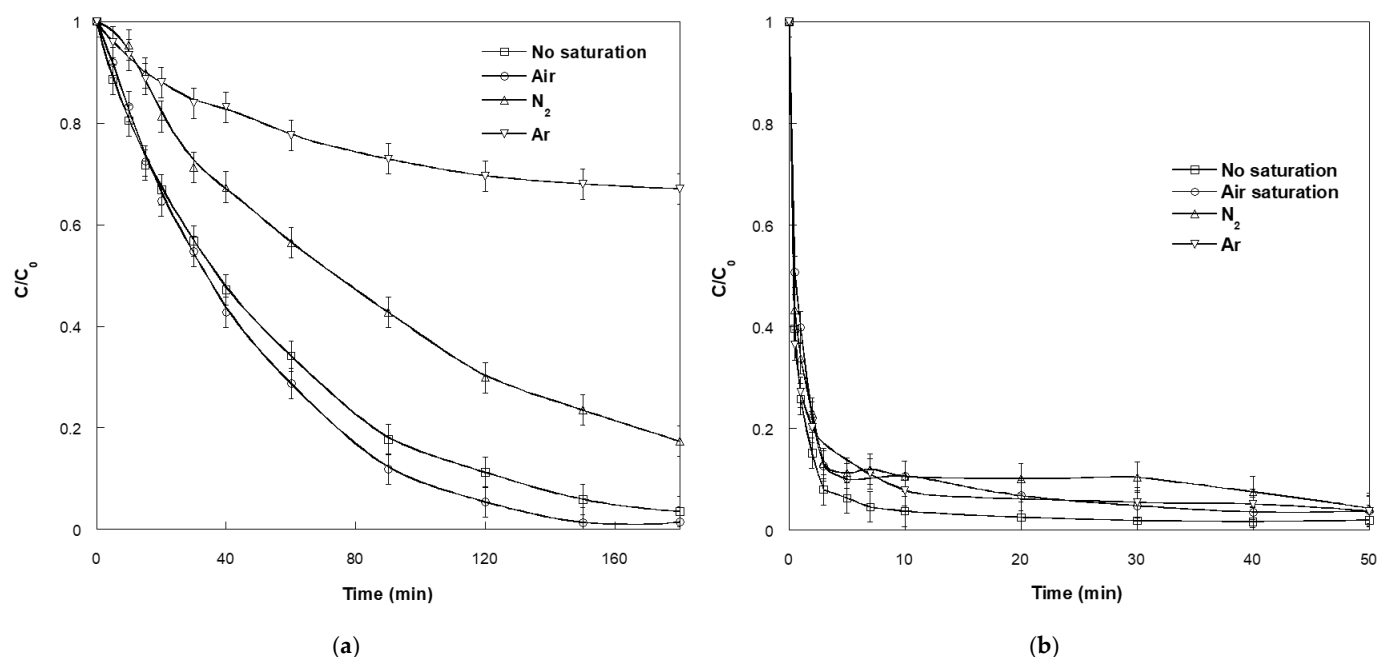 1
0.8
0.6
0.4
0.2
0
C/C0
No saturation
Air
N2
Ar
0 40 80 120 160
Time (min)
(a)
1
0.8
0.6
0.4
0.2
0
C/C0
No saturation
Air saturation
N2
Ar
0 10 20 30 40 50
Time (min)
(b)